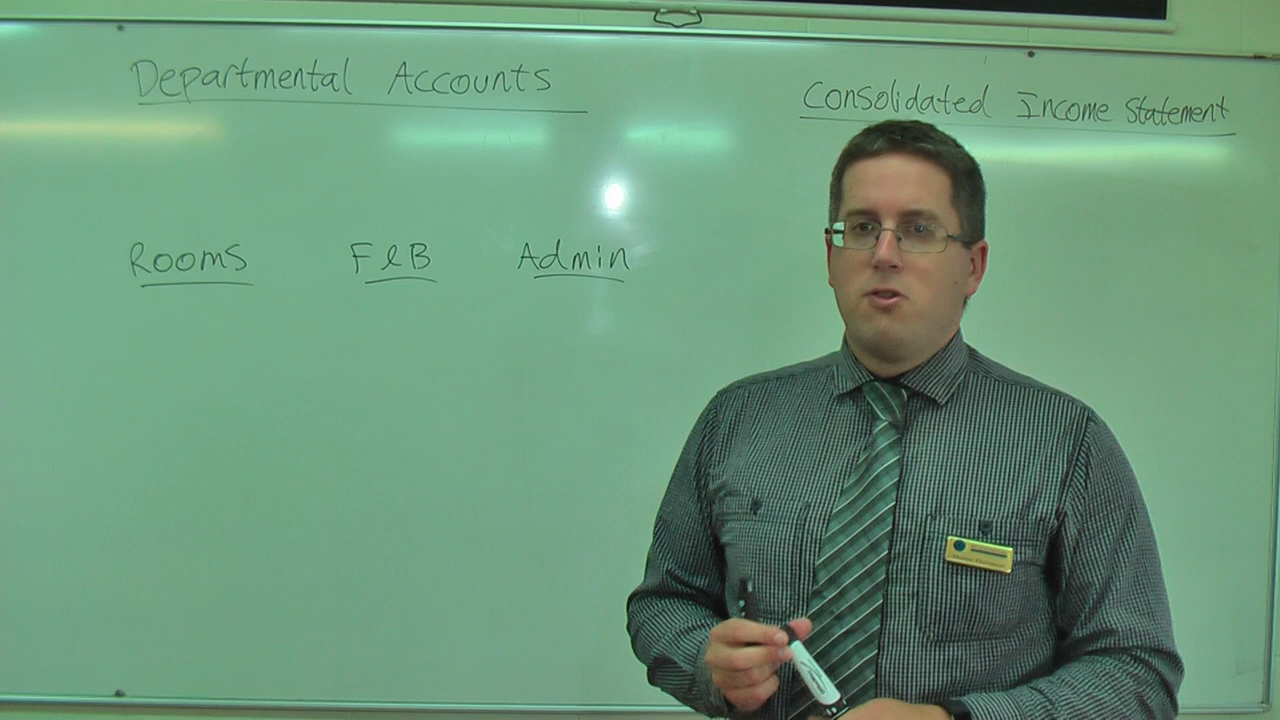 Departmental Accounts
Consolidated Income Statement
Rooms F&B Admin